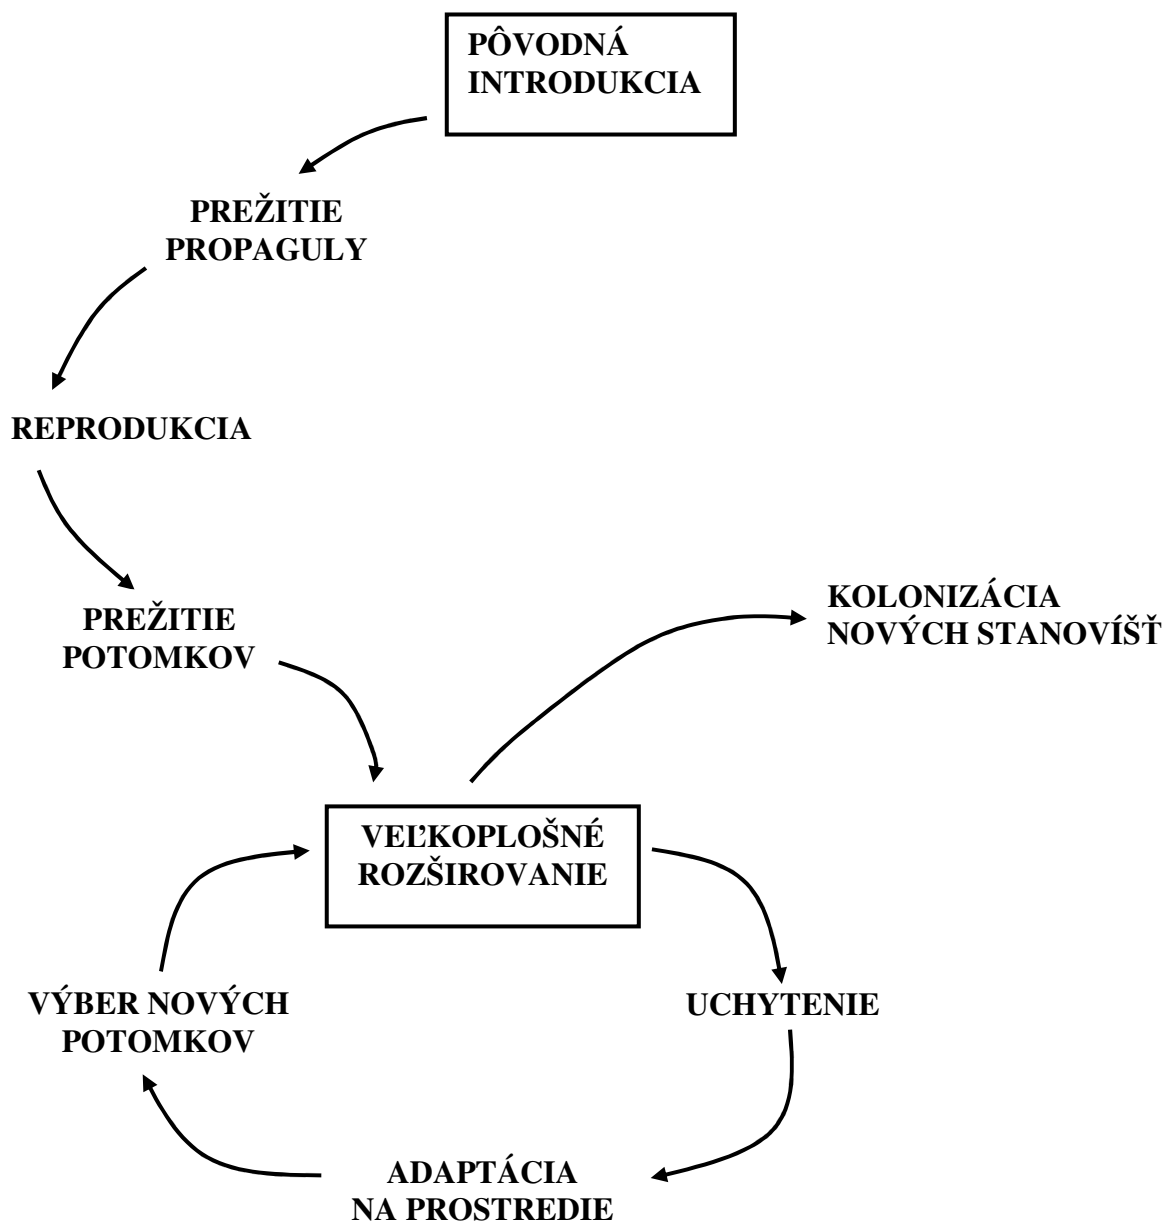 PÔVODNÁ
INTRODUKCIA
PREŽITIE
PROPAGULY
REPRODUKCIA
PREŽITIE
POTOMKOV
KOLONIZÁCIA
NOVÝCH STANOVÍŠŤ
VEĽKOPLOŠNÉ
ROZŠIROVANIE
UCHYTENIE
ADAPTÁCIA
NA PROSTREDIE
VÝBER NOVÝCH
POTOMKOV